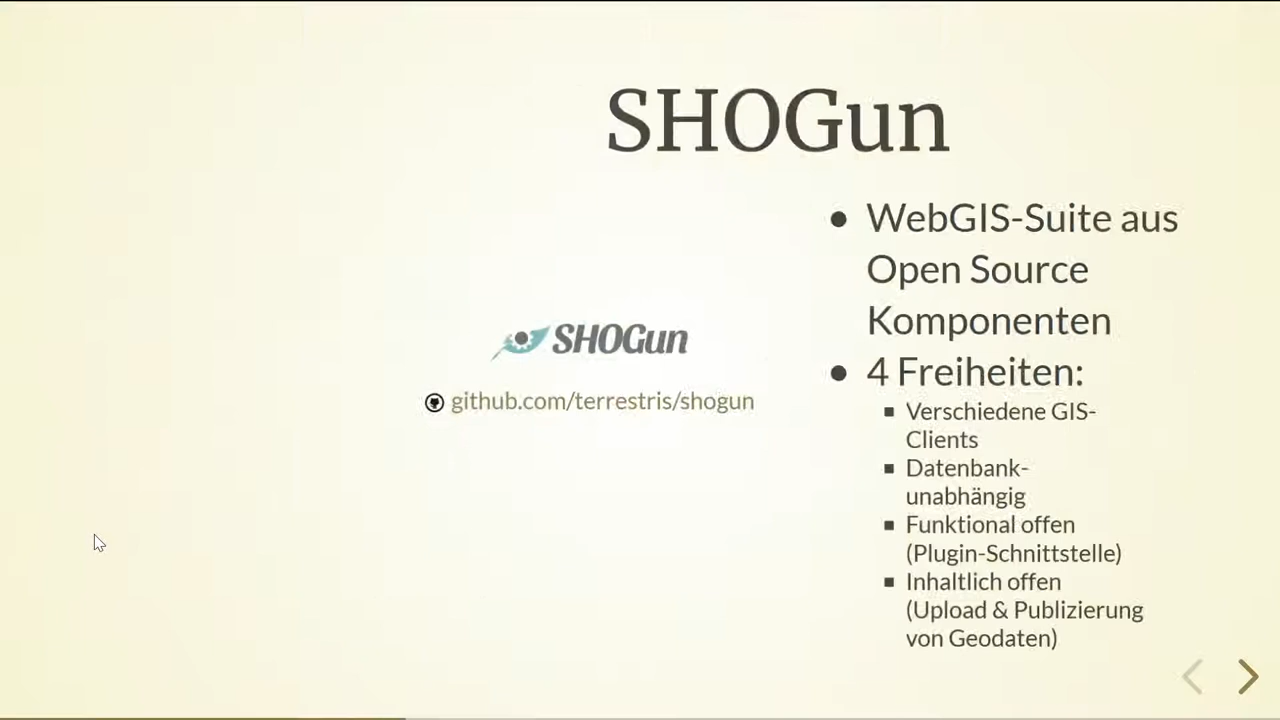 SHOGun
SHOGun
github.com/terrestris/shogun
WebGIS-Suite aus
Open Source
Komponenten
4 Freiheiten:
Verschiedene GIS-
Clients
Datenbank-
unabhängig
Funktional offen
(Plugin-Schnittstelle)
Inhaltlich offen
(Upload & Publizierung
von Geodaten)